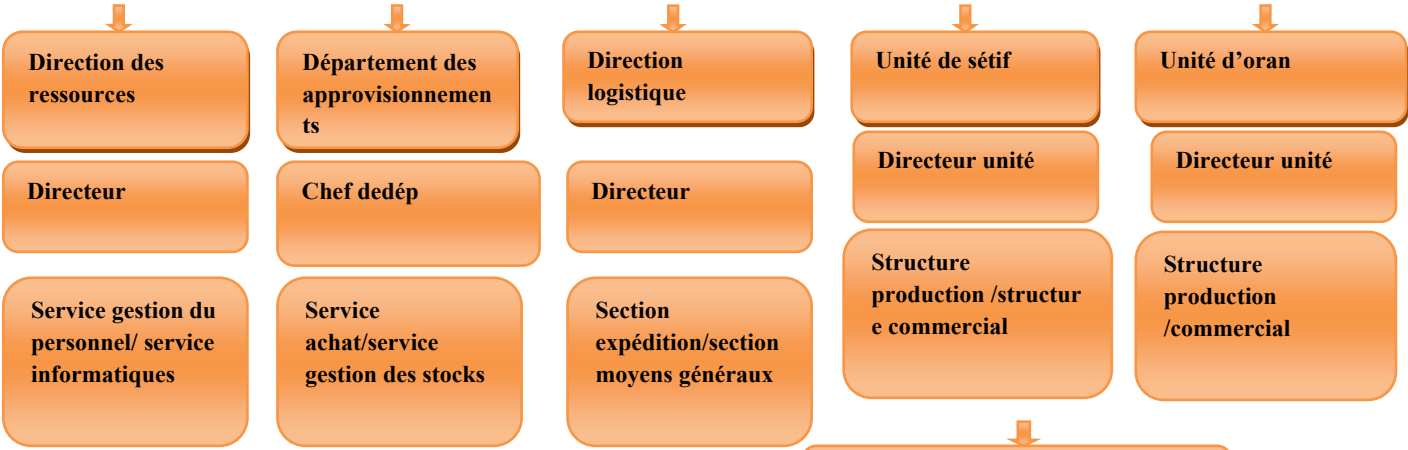 Direction des
ressources
Département des
approvisionnemen
ts
Direction
logistique
Unité de sétif
Unité d’oran
Directeur
Chef dedép
Directeur
Directeur unité
Directeur unité
Service gestion du
personnel/ service
informatiques
Service
achat/service
gestion des stocks
Section
expédition/section
moyens généraux
Structure
production /structur
e commercial
Structure
production
/commercial